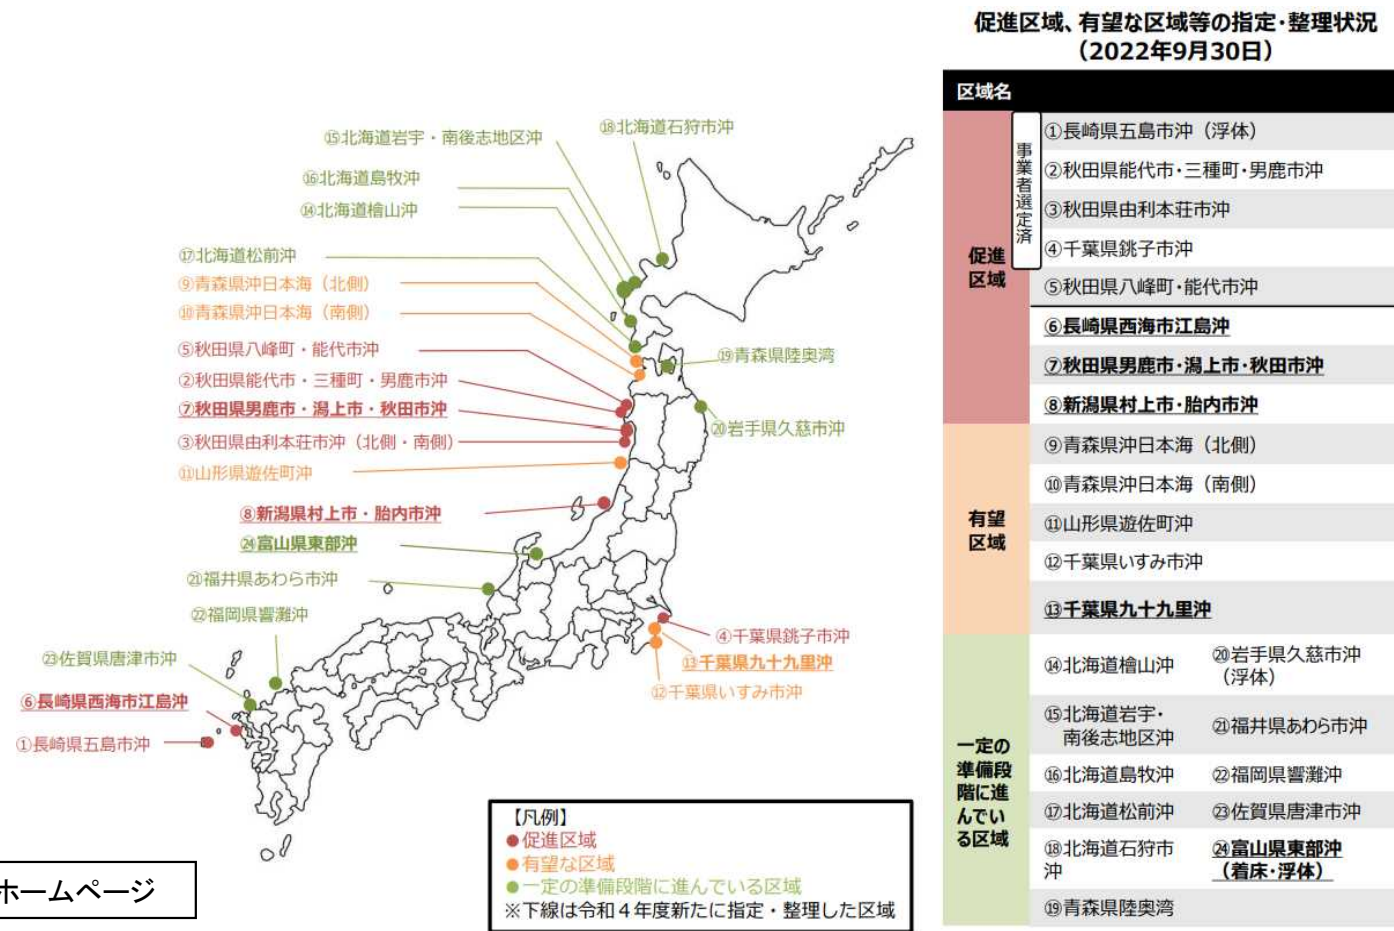 促進区域、有望な区域等の指定・整理状況
（2022年9月30日）
⑮北海道岩宇・南後志地区沖
⑱北海道石狩市沖
⑯北海道島牧沖
⑭北海道檜山沖
⑰北海道松前沖
⑨青森県沖日本海（北側）
⑩青森県沖日本海（南側）
⑤秋田県八峰町・能代市沖
⑲青森県陸奥湾
②秋田県能代市・三種町・男鹿市沖
⑦秋田県男鹿市・潟上市・秋田市沖
⑳岩手県久慈市沖
③秋田県由利本荘市沖（北側・南側）
⑪山形県遊佐町沖
⑧新潟県村上市・胎内市沖
㉔富山県東部沖
㉑福井県あわら市沖
㉒福岡県響灘沖
④千葉県銚子市沖
㉓佐賀県唐津市沖
⑬千葉県九十九里沖
⑫千葉県いすみ市沖
⑥長崎県西海市江島沖
①長崎県五島市沖
【凡例】
●促進区域
●有望な区域
●一定の準備段階に進んでいる区域
※下線は令和４年度新たに指定・整理した区域
ホームページ
区域名
促進
区域
事業者選定済
①長崎県五島市沖（浮体）
②秋田県能代市・三種町・男鹿市沖
③秋田県由利本荘市沖
④千葉県銚子市沖
⑤秋田県八峰町・能代市沖
⑥長崎県西海市江島沖
⑦秋田県男鹿市・潟上市・秋田市沖
⑧新潟県村上市・胎内市沖
有望
区域
⑨青森県沖日本海（北側）
⑩青森県沖日本海（南側）
⑪山形県遊佐町沖
⑫千葉県いすみ市沖
⑬千葉県九十九里沖
一定の
準備段
階に進
んでい
る区域
⑭北海道檜山沖
⑳岩手県久慈市沖
（浮体）
⑮北海道岩宇・
南後志地区沖
㉑福井県あわら市沖
⑯北海道島牧沖
㉒福岡県響灘沖
⑰北海道松前沖
㉓佐賀県唐津市沖
⑱北海道石狩市
沖
㉔富山県東部沖
（着床・浮体）
⑲青森県陸奥湾